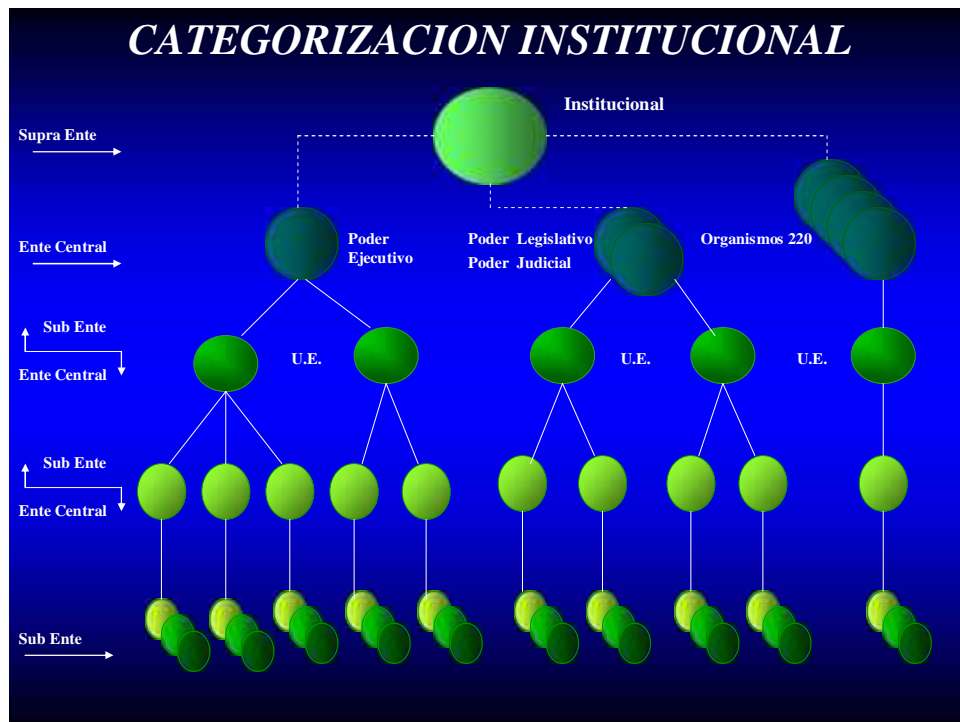 CATEGORIZACION INSTITUCIONAL
Institucional
Supra Ente
Ente Central
Poder
Ejecutivo
Poder Legislativo
Poder Judicial
Organismos 220
Sub Ente
Ente Central
U.E.
U.E.
U.E.
Sub Ente
Ente Central
Sub Ente